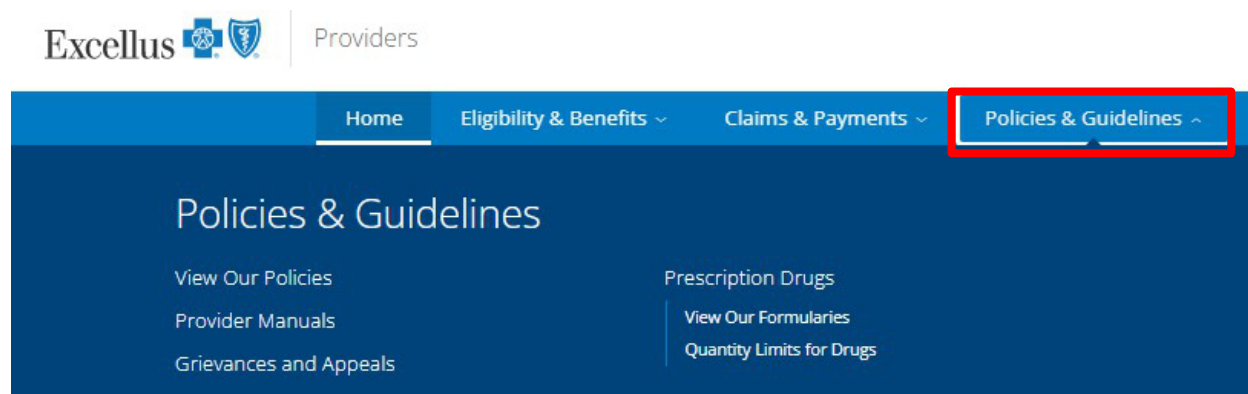 Excellus Providers
Home Eligibility & Benefits Claims & Payments Policies & Guidelines
Policies & Guidelines
View Our Policies
Provider Manuals
Grievances and Appeals
Prescription Drugs
View Our Formularies
Quantity Limits for Drugs